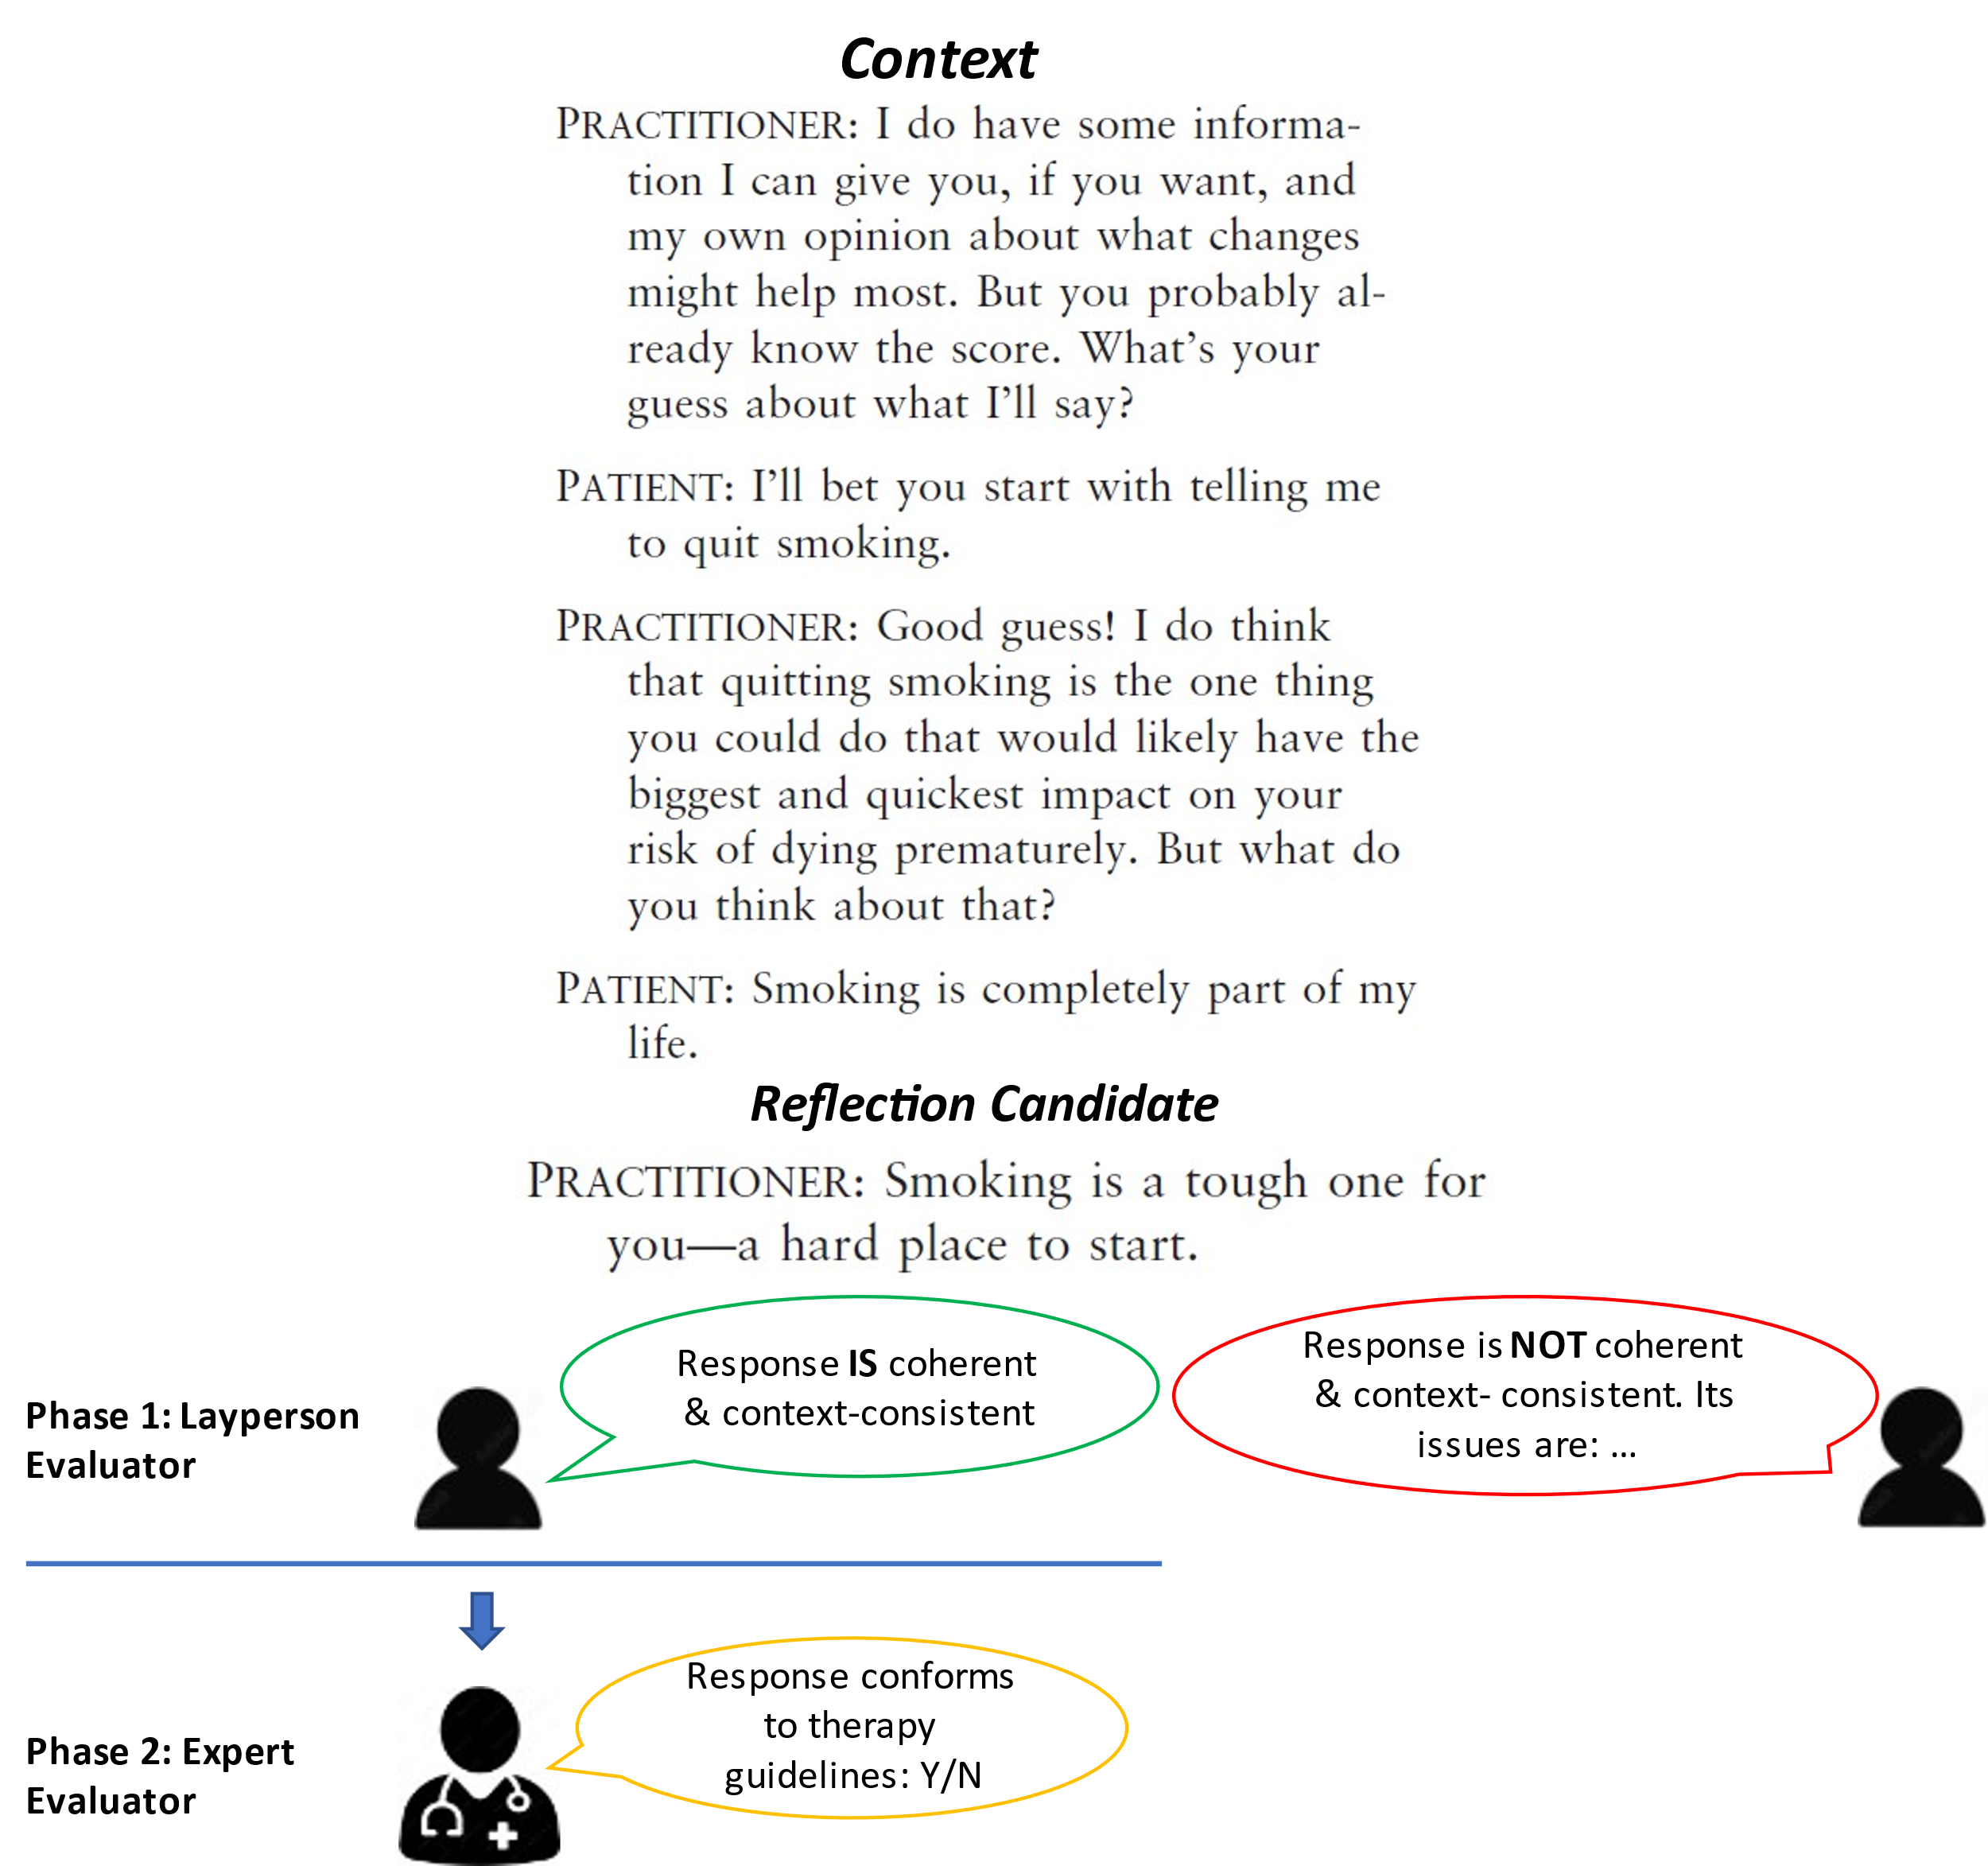 Context
PRACTITIONER: I do have some informa-
tion I can give you, if you want, and
my own opinion about what changes
might help most. But you probably al-
ready know the score. What’s your
guess about what I’ll say?
PATIENT: I’ll bet you start with telling me
to quit smoking.
PRACTITIONER: Good guess! I do think
that quitting smoking is the one thing
you could do that would likely have the
biggest and quickest impact on your
risk of dying prematurely. But what do
you think about that?
PATIENT: Smoking is completely part of my
life.
Reflection Candidate
PRACTITIONER: Smoking is a tough one for
you—a hard place to start.
Response IS coherent
& context-consistent
Response is NOT coherent
& context- consistent. Its
issues are: ...
Phase 1: Layperson
Evaluator
Response conforms
to therapy
guidelines: Y/N
Phase 2: Expert
Evaluator